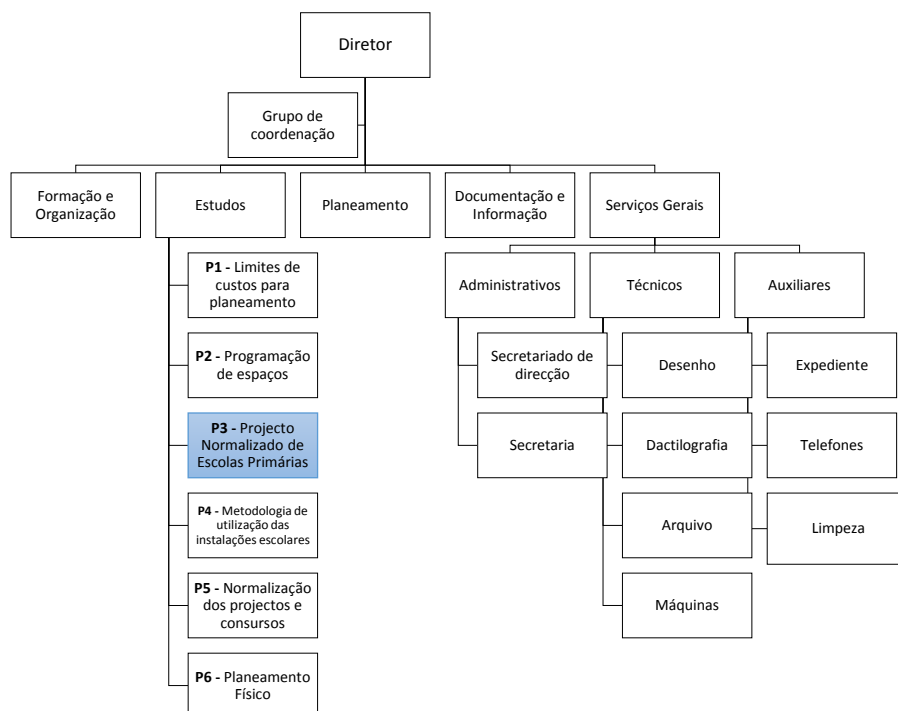 Diretor
Grupo de
coordenação
Formação e
Organização
Estudos
Planeamento
Documentação e
Informação
Serviços Gerais
P1 - Limites de
custos para
planeamento
P2 - Programação
de espaços
P3 - Projecto
Normalizado de
Escolas Primárias
P4 - Metodologia de
utilização das
instalações escolares
P5 - Normalização
dos projectos e
consursos
P6 - Planeamento
Físico
Administrativos
Secretariado de
direcção
Secretaria
Técnicos
Desenho
Dactilografia
Arquivo
Máquinas
Auxiliares
Expediente
Telefones
Limpeza